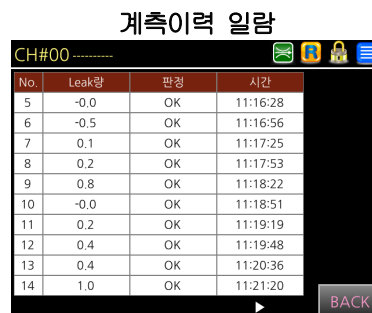 계측이력 일람
CH#00 ----------
R
No. Leak량 판정 시간
5 -0.0 OK 11:16:28
6 -0.5 OK 11:16:56
7 0.1 OK 11:17:25
8 0.2 OK 11:17:53
9 0.8 OK 11:18:22
10 -0.0 OK 11:18:51
11 0.2 OK 11:19:19
12 0.4 OK 11:19:48
13 0.4 OK 11:20:36
14 1.0 OK 11:21:20
BACK